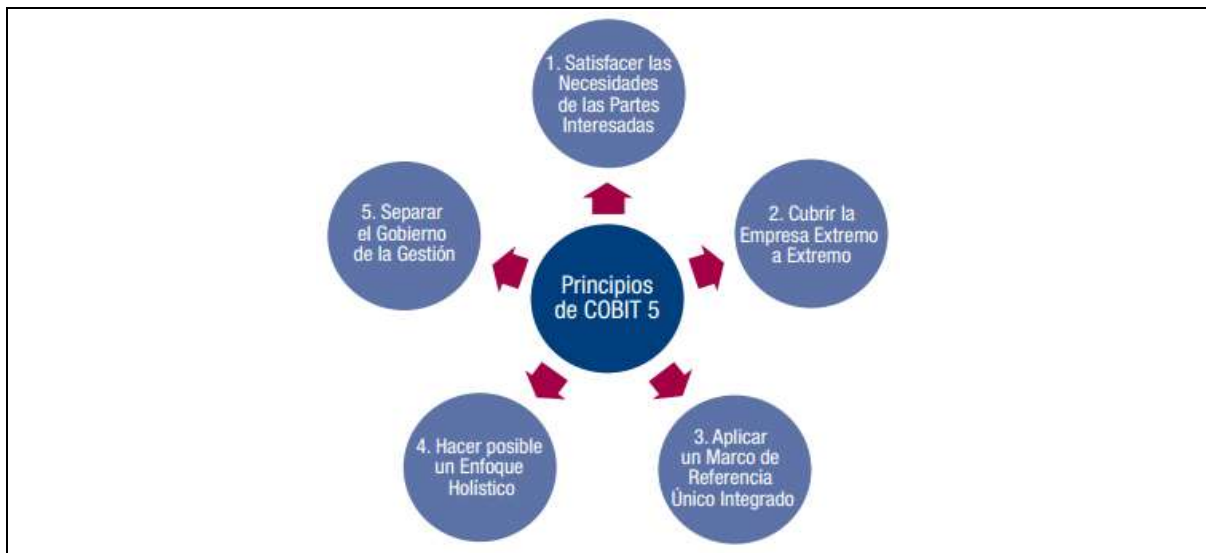 1. Satisfacer las
Necesidades
de las Partes
Interesadas
2. Cubrir la
Empresa Extremo
a Extremo
3. Aplicar
un Marco de
Referencia
Único Integrado
4. Hacer posible
un Enfoque
Holístico
5. Separar
el Gobierno
de la Gestión
Principios
de COBIT 5